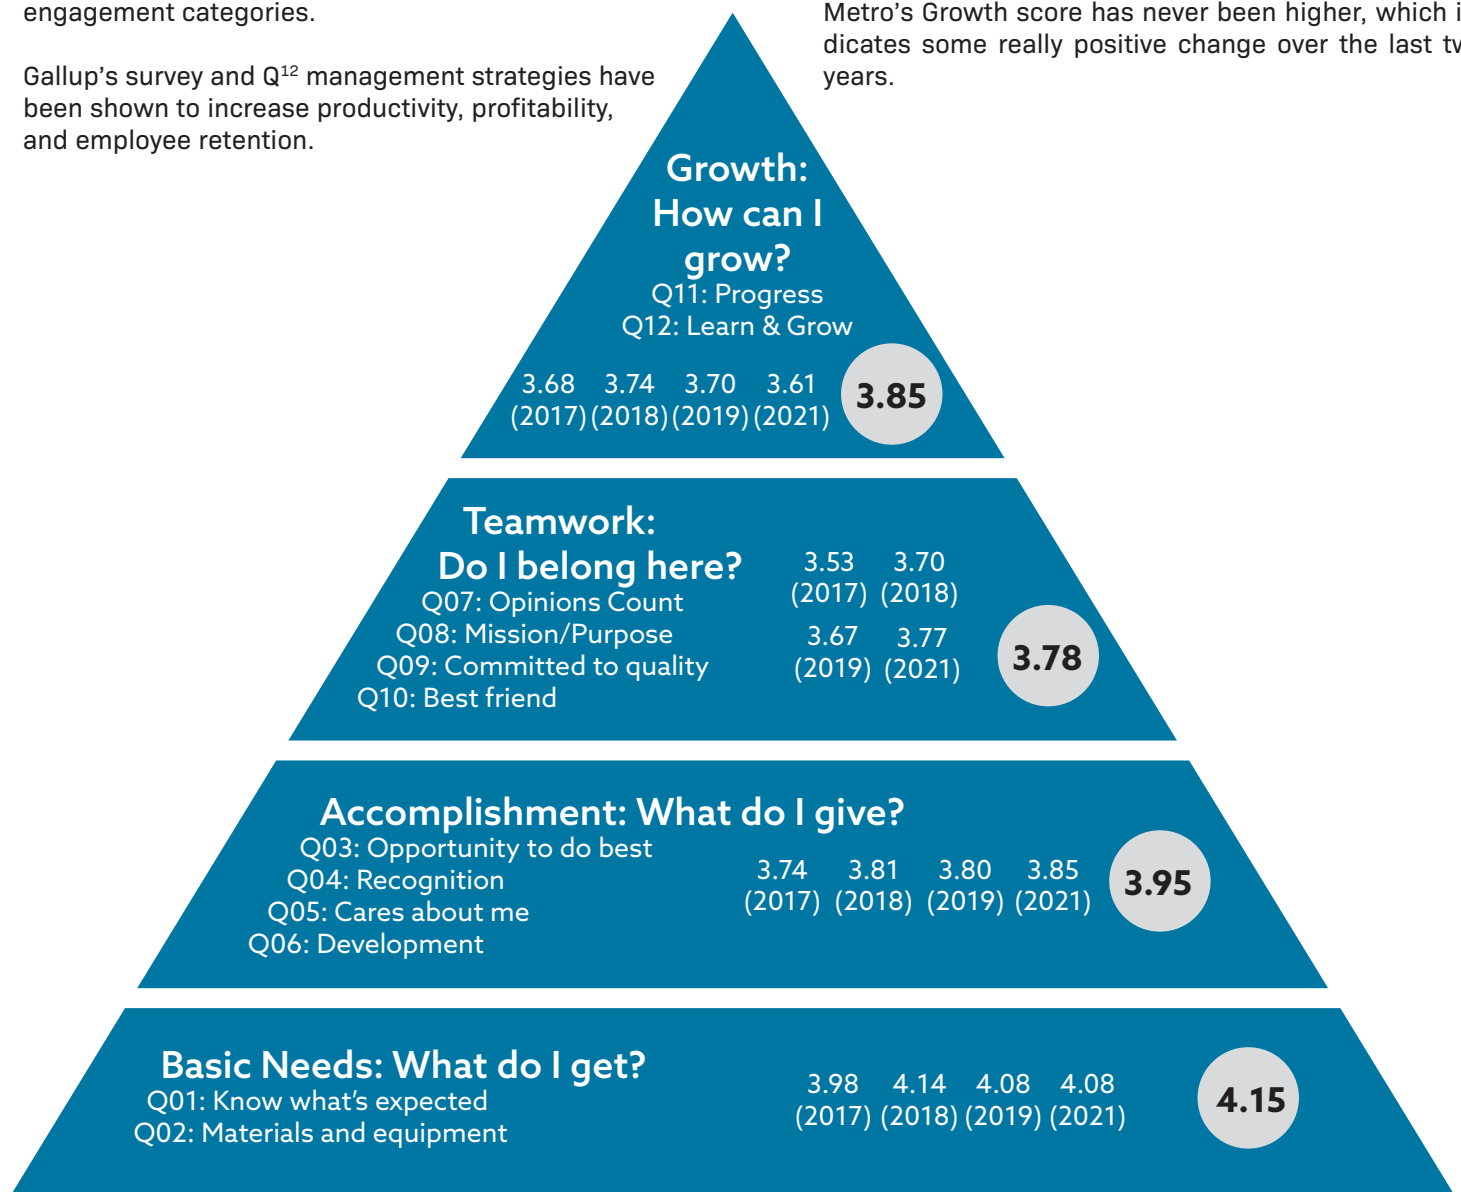 engagement categories.
Gallup's survey and Q12 management strategies have
been shown to increase productivity, profitability,
and employee retention.
Metro's Growth score has never been higher, which i
dicates some really positive change over the last tw
years.
Growth:
How can I
grow?
Q11: Progress
Q12: Learn & Grow
3.68 3.74 3.70 3.61
(2017) (2018) (2019) (2021)
3.85
Teamwork:
Do I belong here?
Q07: Opinions Count
Q08: Mission/Purpose
Q09: Committed to quality
Q10: Best friend
3.53 3.70
(2017) (2018)
3.67 3.77
(2019) (2021)
3.78
Accomplishment: What do I give?
Q03: Opportunity to do best
Q04: Recognition
Q05: Cares about me
Q06: Development
3.74 3.81 3.80 3.85
(2017) (2018) (2019) (2021)
3.95
Basic Needs: What do I get?
Q01: Know what's expected
Q02: Materials and equipment
3.98 4.14 4.08 4.08
(2017) (2018) (2019) (2021)
4.15